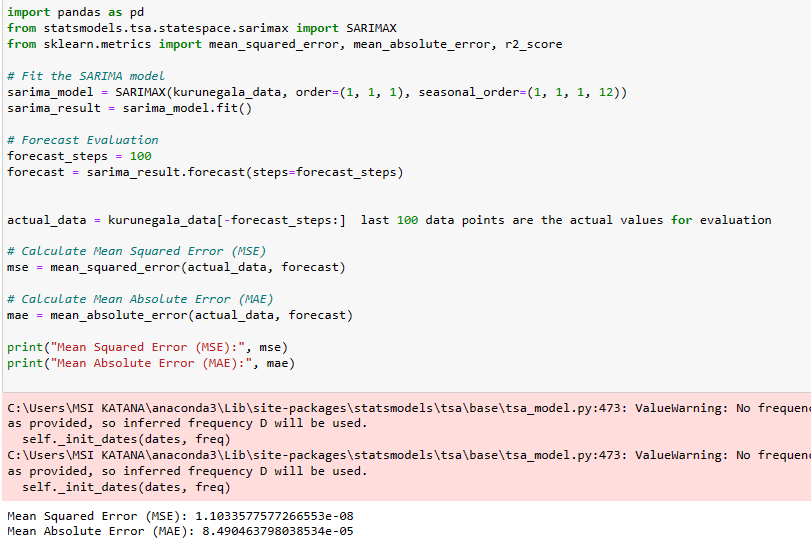 import pandas as pd
from statsmodels.tsa.statespace.sarimax import SARIMAX
from sklearn.metrics import mean_squared_error, mean_absolute_error, r2_score
# Fit the SARIMA model
sarima_model = SARIMAX(kurunegala_data, order=(1, 1, 1), seasonal_order=(1, 1, 1, 12))
sarima_result = sarima_model.fit()
# Forecast Evaluation
forecast_steps = 100
forecast = sarima_result.forecast(steps=forecast_steps)
actual_data = kurunegala_data[-forecast_steps:]  last 100 data points are the actual values for evaluation
# Calculate Mean Squared Error (MSE)
mse = mean_squared_error(actual_data, forecast)
# Calculate Mean Absolute Error (MAE)
mae = mean_absolute_error(actual_data, forecast)
print("Mean Squared Error (MSE):", mse)
print("Mean Absolute Error (MAE):", mae)
C:\Users\MSI KATANA\anaconda3\Lib\site-packages\statsmodels\tsa\base\tsa_model.py:473: ValueWarning: No frequenc
as provided, so inferred frequency D will be used.
  self._init_dates(dates, freq)
C:\Users\MSI KATANA\anaconda3\Lib\site-packages\statsmodels\tsa\base\tsa_model.py:473: ValueWarning: No frequenc
as provided, so inferred frequency D will be used.
  self._init_dates(dates, freq)
Mean Squared Error (MSE): 1.1033577577266553e-08
Mean Absolute Error (MAE): 8.490463798038534e-05